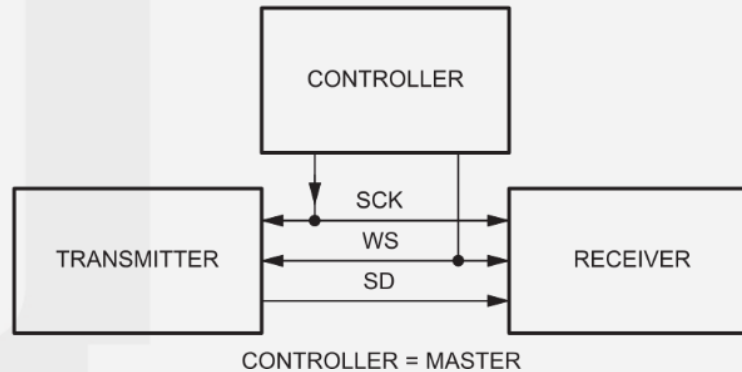 CONTROLLER
SCK
WS
TRANSMITTER
RECEIVER
SD
CONTROLLER = MASTER